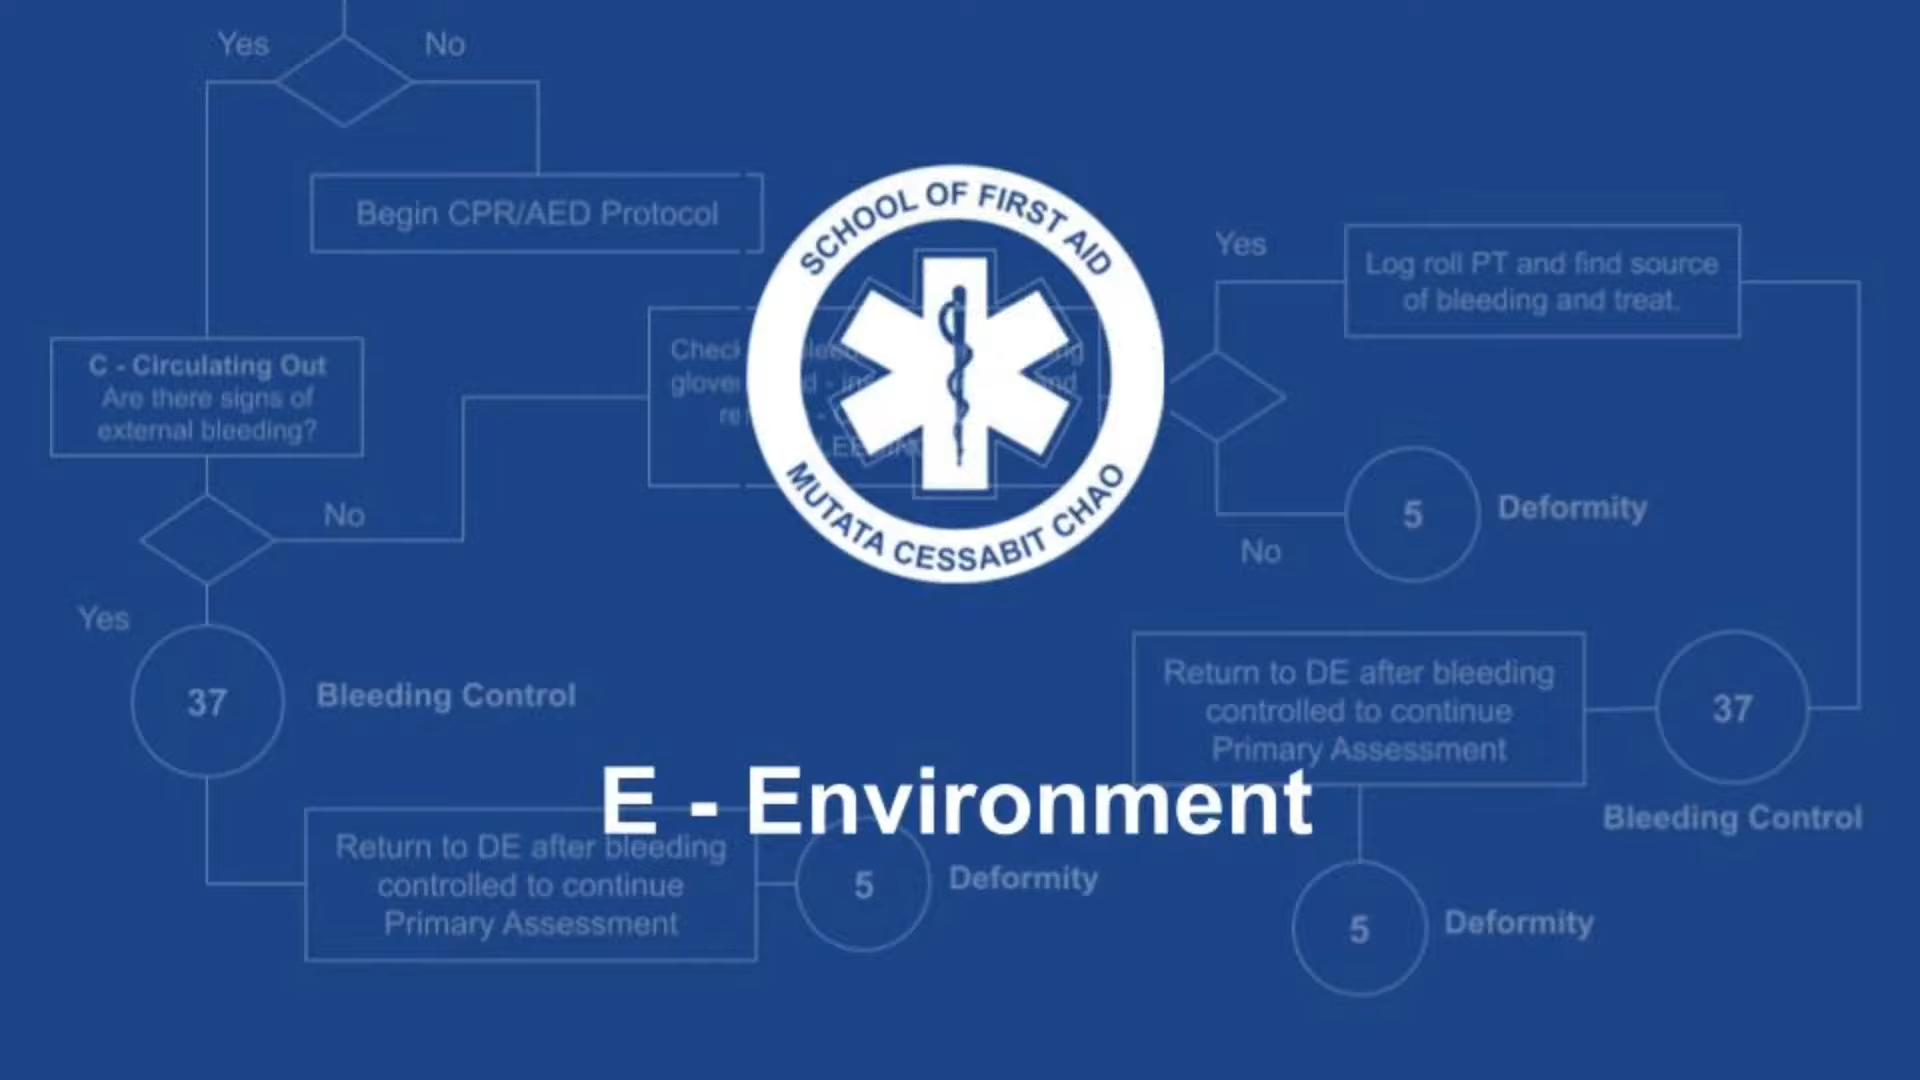 Yes
No
Begin CPR/AED Protocol
SCHOOL OF FIRST AID
MUTATA CESSABIT CHAO
C - Circulating Out
Are there signs of
external bleeding?
No
Yes
37
Bleeding Control
Return to DE after bleeding
controlled to continue
Primary Assessment
5
Deformity
Yes
Log roll PT and find source
of bleeding and treat.
No
5
Deformity
Return to DE after bleeding
controlled to continue
Primary Assessment
37
Bleeding Control
5
Deformity
E - Environment